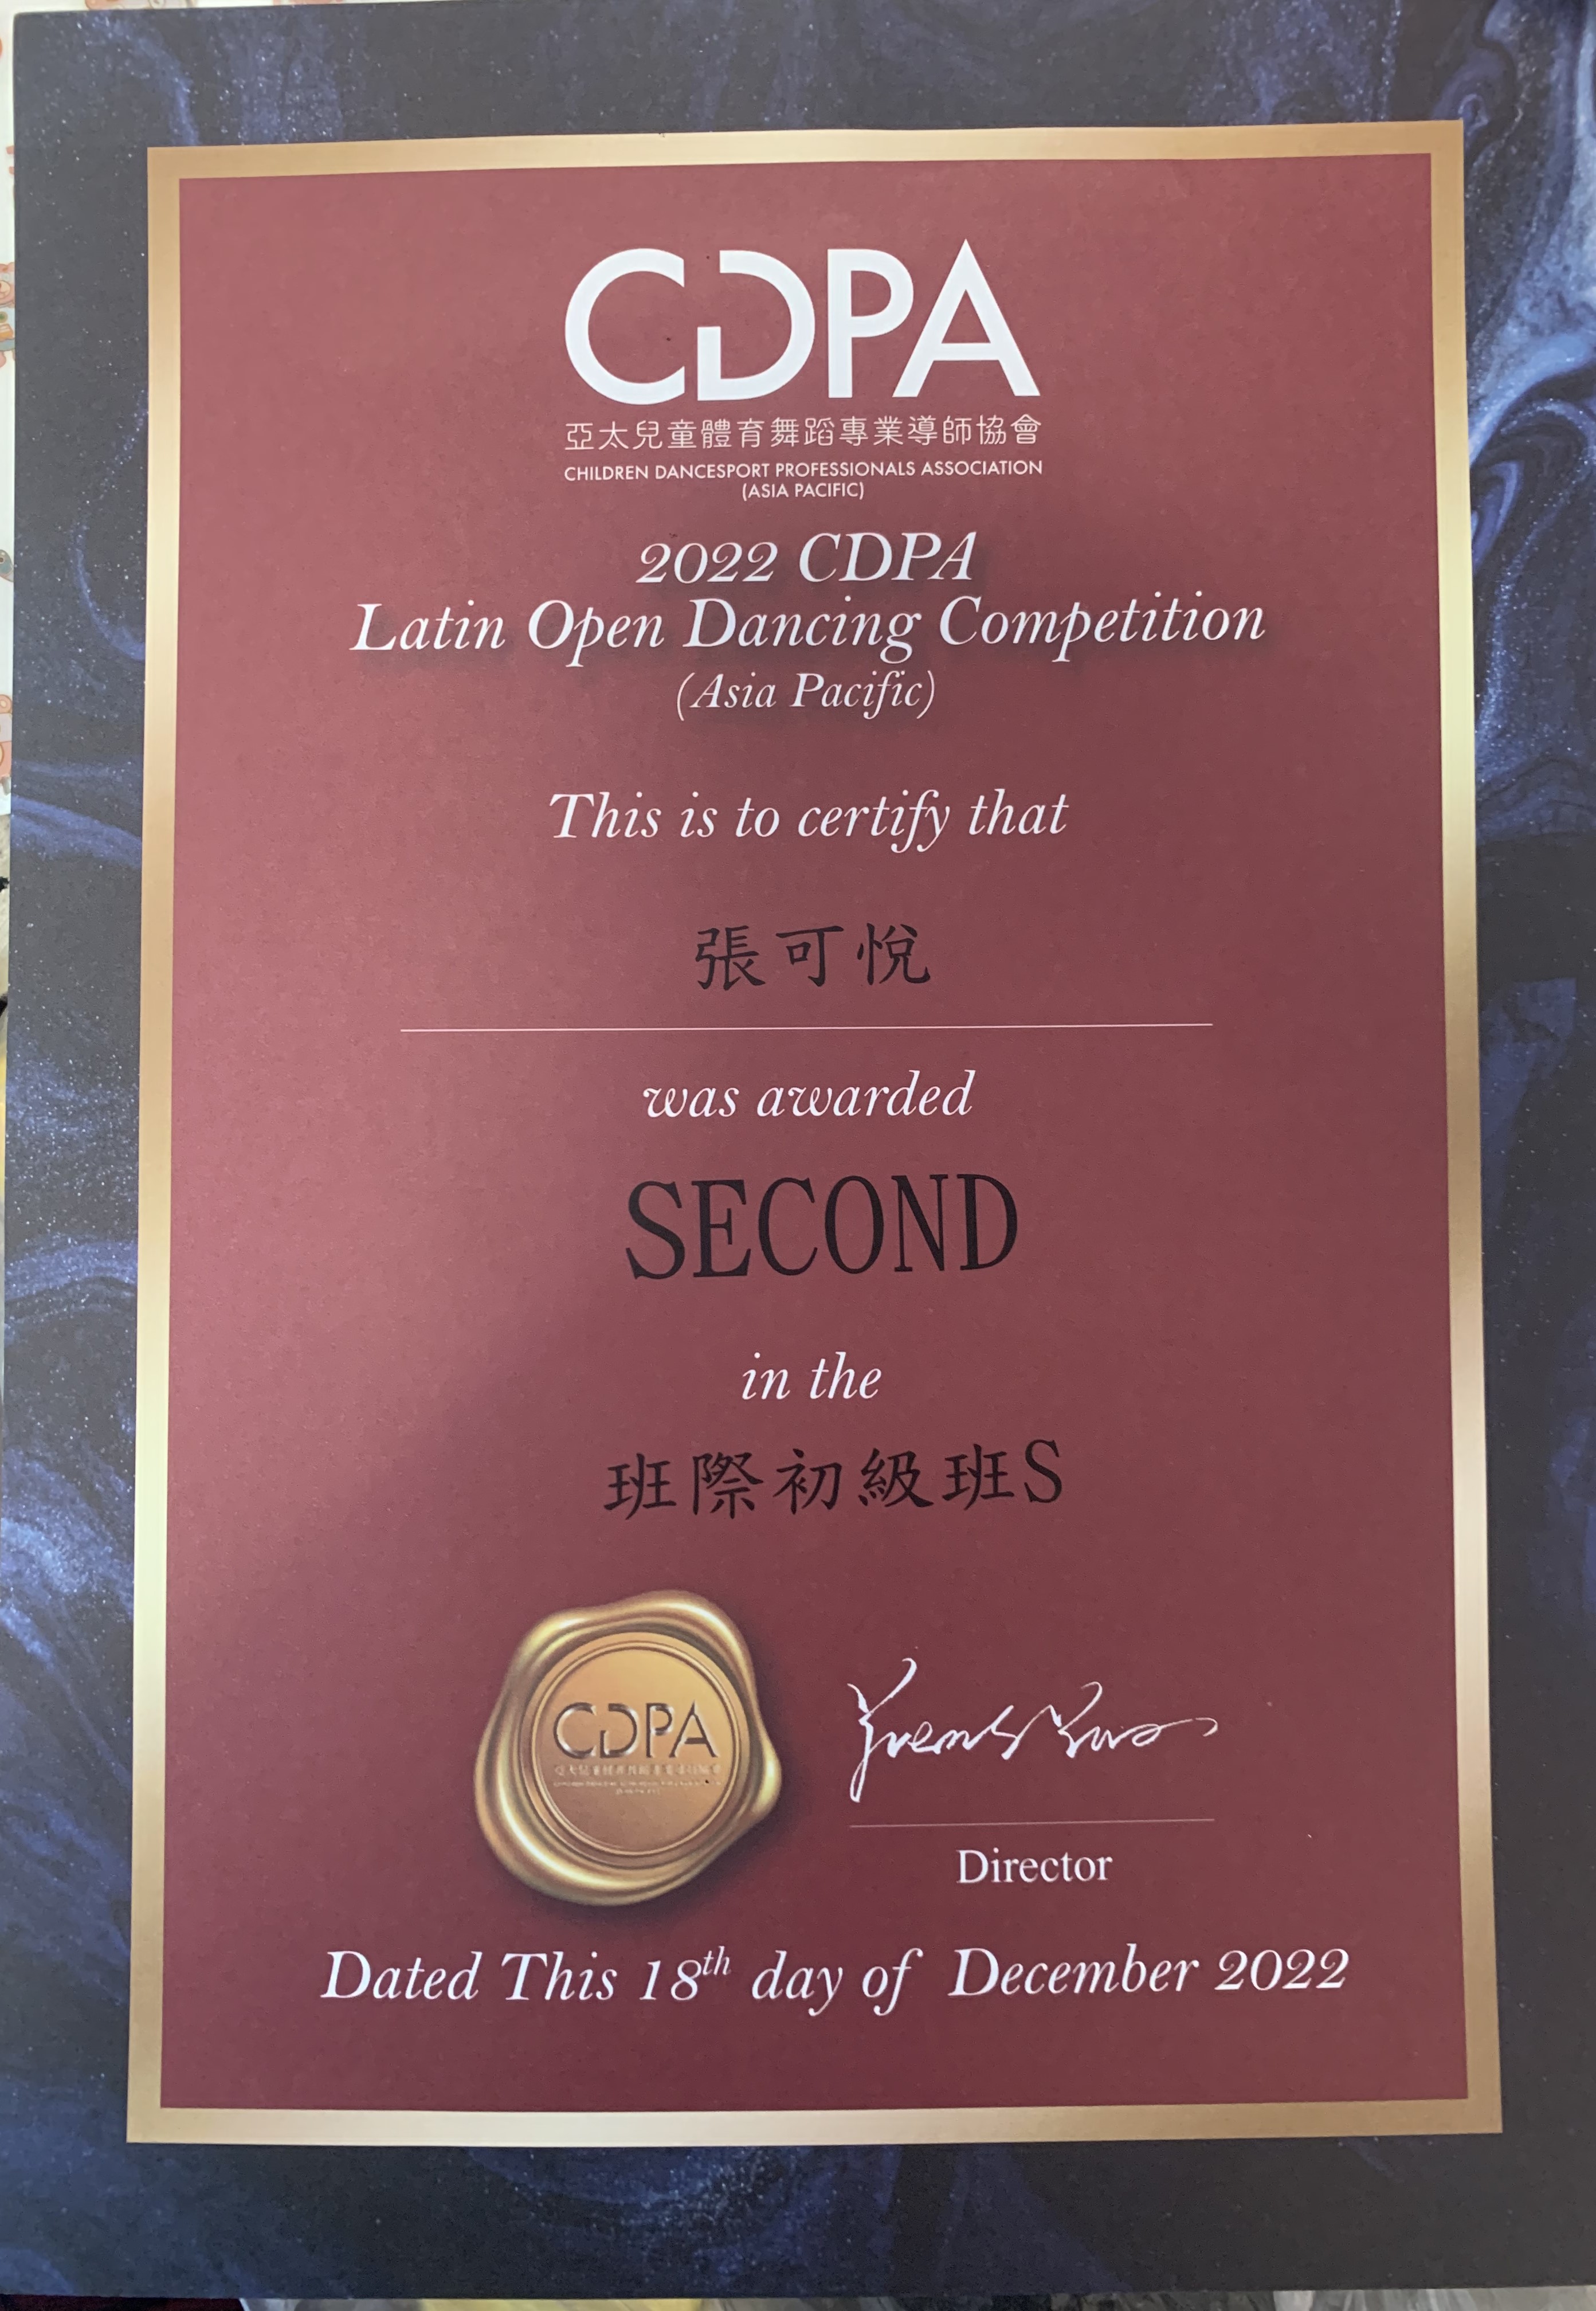 CDPA
亞太兒童體育舞蹈專業導師協會
CHILDREN DANCESPORT PROFESSIONALS ASSOCIATION
(ASIA PACIFIC)
2022 CDPA
Latin Open Dancing Competition
(Asia Pacific)
This is to certify that
張可悅
was awarded
SECOND
in the
班際初級班S
CDPA
Director
Dated This 18th day of December 2022